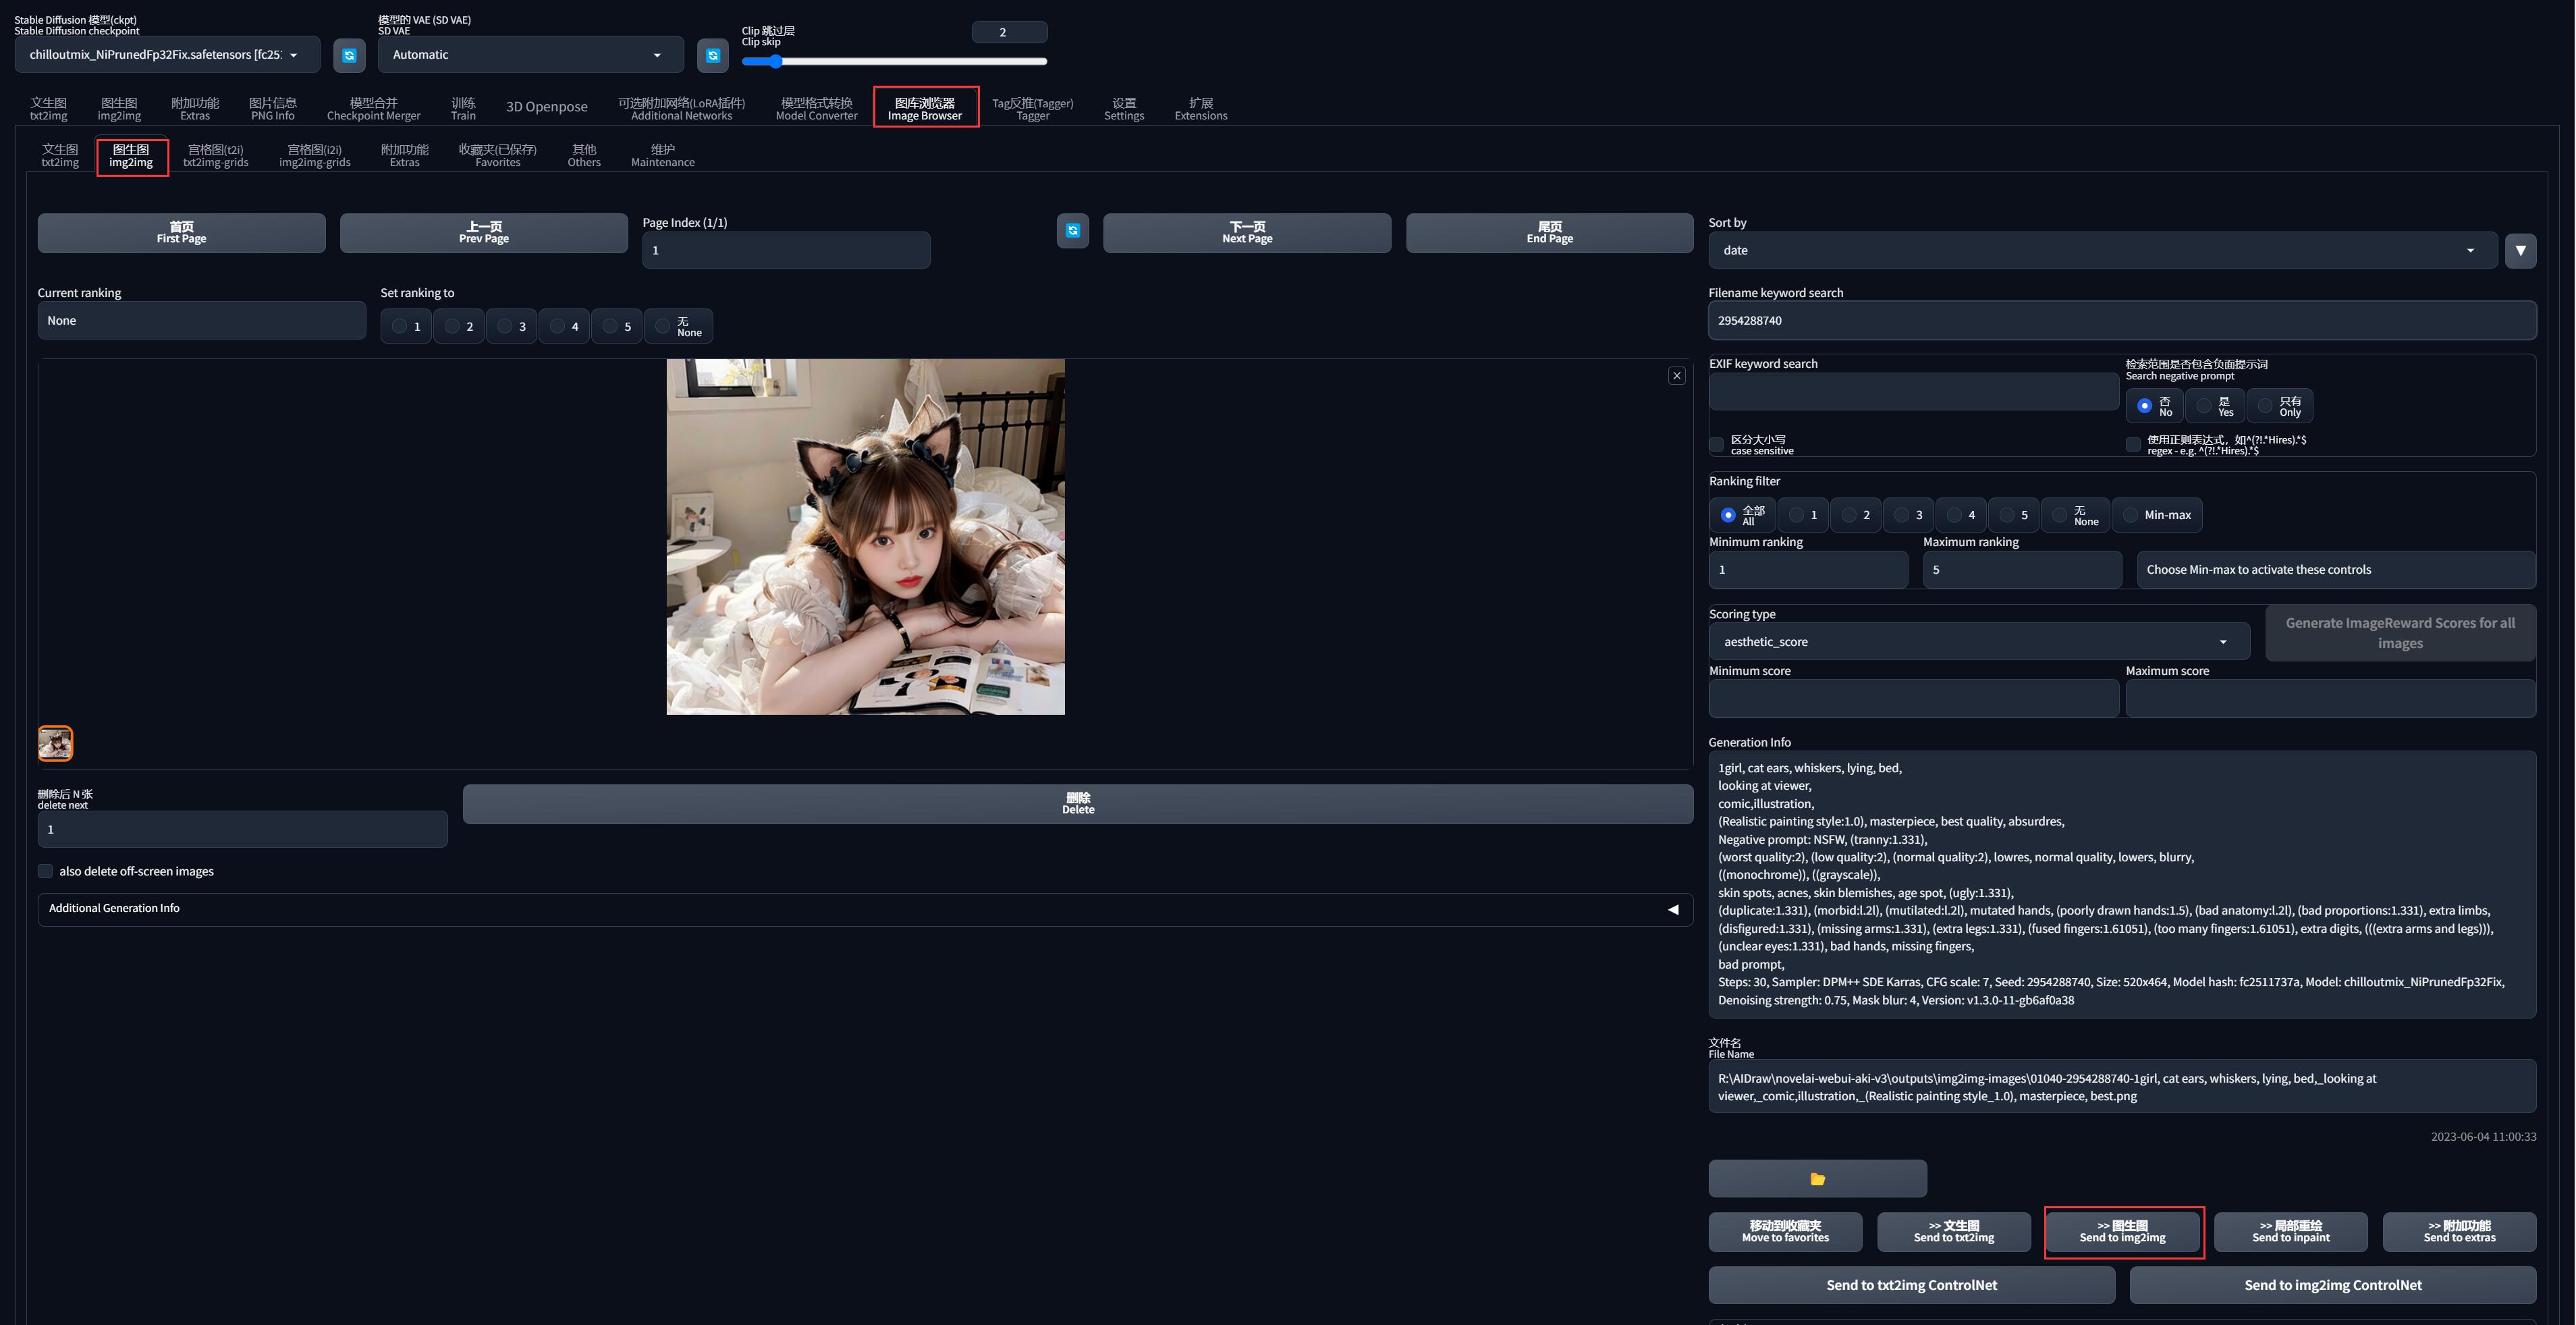 Stable Diffusion 模型(ckpt)
Stable Diffusion checkpoint
chilloutmix_NiPrunedFp32Fix.safetensors [fc25:
模型的 VAE (SD VAE)
SD VAE
Automatic
Clip 跳过层
Clip skip
2
文生图
txt2img
图生图
img2img
附加功能
Extras
图片信息
PNG Info
模型合并
Checkpoint Merger
训练
Train
3D Openpose
可选附加网络(LoRA插件)
Additional Networks
模型格式转换
Model Converter
图库浏览器
Image Browser
Tag反推(Tagger)
Tagger
设置
Settings
扩展
Extensions
文生图
txt2img
图生图
img2img
宫格图(t2i)
txt2img-grids
宫格图(i2i)
img2img-grids
附加功能
Extras
收藏夹(已保存)
Favorites
其他
Others
维护
Maintenance
首页
First Page
上一页
Prev Page
Page Index (1/1)
1
下一页
Next Page
尾页
End Page
Current ranking
None
Set ranking to
1
2
3
4
5
无
None
删除后 N 张
delete next
1
删除
Delete
also delete off-screen images
Additional Generation Info
Sort by
date
Filename keyword search
2954288740
EXIF keyword search
检索范围是否包含负面提示词
Search negative prompt
否
No
是
Yes
只有
Only
区分大小写
case sensitive
使用正则表达式，如^(?!.*Hires).*$
regex - e.g. ^(?!.*Hires).*$
Ranking filter
全部
All
1
2
3
4
5
无
None
Min-max
Minimum ranking
1
Maximum ranking
5
Choose Min-max to activate these controls
Scoring type
aesthetic_score
Generate ImageReward Scores for all
images
Minimum score
Maximum score
Generation Info
1girl, cat ears, whiskers, lying, bed,
looking at viewer,
comic,illustration,
(Realistic painting style:1.0), masterpiece, best quality, absurdres,
Negative prompt: NSFW, (tranny:1.331),
(worst quality:2), (low quality:2), (normal quality:2), lowres, normal quality, lowers, blurry,
((monochrome)), ((grayscale)),
skin spots, acnes, skin blemishes, age spot, (ugly:1.331),
(duplicate:1.331), (morbid:l.2l), (mutilated:l.2l), mutated hands, (poorly drawn hands:1.5), (bad anatomy:l.2l), (bad proportions:1.331), extra limbs,
(disfigured:1.331), (missing arms:1.331), (extra legs:1.331), (fused fingers:1.61051), (too many fingers:1.61051), extra digits, (((extra arms and legs))),
(unclear eyes:1.331), bad hands, missing fingers,
bad prompt,
Steps: 30, Sampler: DPM++ SDE Karras, CFG scale: 7, Seed: 2954288740, Size: 520x464, Model hash: fc2511737a, Model: chilloutmix_NiPrunedFp32Fix,
Denoising strength: 0.75, Mask blur: 4, Version: v1.3.0-11-gb6af0a38
文件名
File Name
R:\AIDraw\novelai-webui-aki-v3\outputs\img2img-images\01040-2954288740-1girl, cat ears, whiskers, lying, bed,_looking at
viewer,_comic,illustration,_(Realistic painting style_1.0), masterpiece, best.png
2023-06-04 11:00:33
移动到收藏夹
Move to favorites
>> 文生图
Send to txt2img
>> 图生图
Send to img2img
>> 局部重绘
Send to inpaint
>> 附加功能
Send to extras
Send to txt2img ControlNet
Send to img2img ControlNet